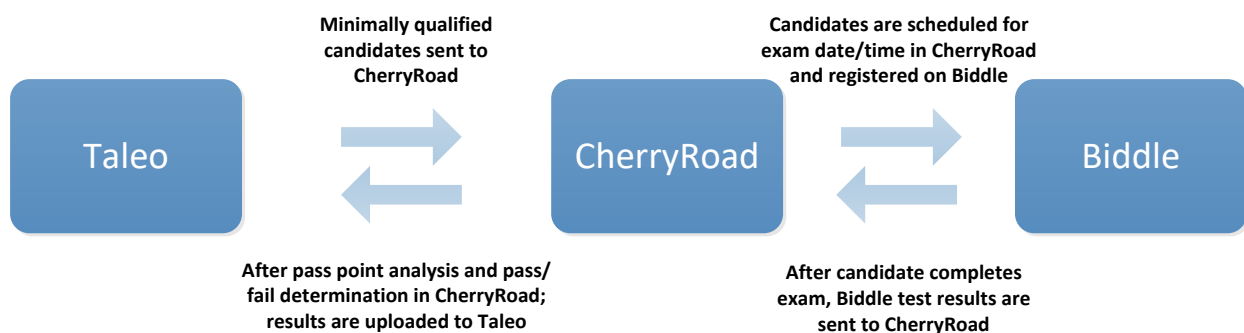 Minimally qualified
candidates sent to
CherryRoad
Candidates are scheduled for
exam date/time in CherryRoad
and registered on Biddle
Taleo
CherryRoad
Biddle
After pass point analysis and pass/
fail determination in CherryRoad;
results are uploaded to Taleo
After candidate completes
exam, Biddle test results are
sent to CherryRoad